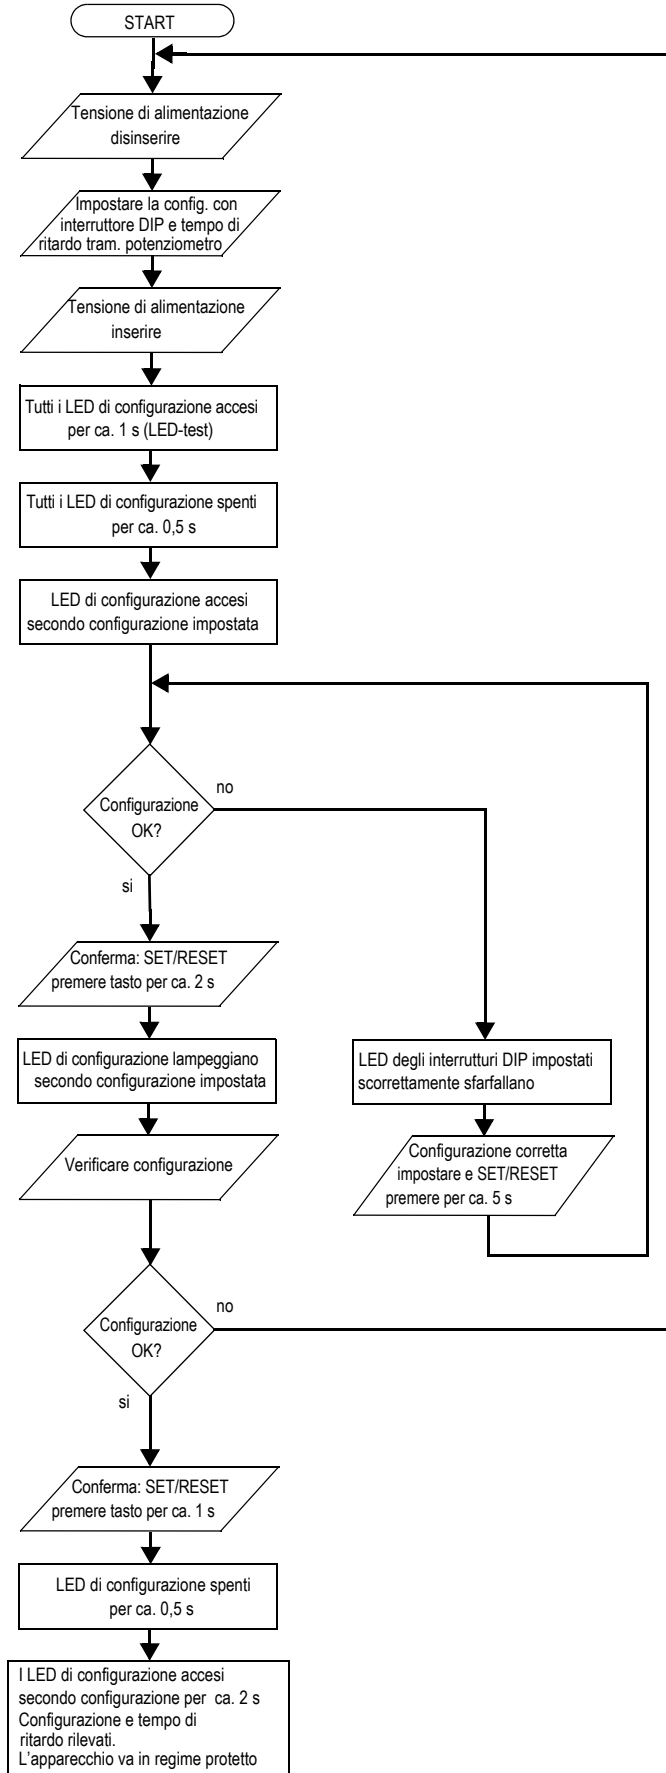 START
Tensione di alimentazione
disinserire
Impostare la config. con
interruttore DIP e tempo di
ritardo tram. potenziometro
Tensione di alimentazione
inserire
Tutti i LED di configurazione accesi
per ca. 1 s (LED-test)
Tutti i LED di configurazione spenti
per ca. 0,5 s
LED di configurazione accesi
secondo configurazione impostata
Configurazione
OK?
no
si
Conferma: SET/RESET
premere tasto per ca. 2 s
LED di configurazione lampeggiano
secondo configurazione impostata
LED degli interrutturi DIP impostati
scorrettamente sfarfallano
Verificare configurazione
Configurazione corretta
impostare e SET/RESET
premere per ca. 5 s
Configurazione
OK?
no
si
Conferma: SET/RESET
premere tasto per ca. 1 s
LED di configurazione spenti
per ca. 0,5 s
I LED di configurazione accesi
secondo configurazione per ca. 2 s
Configurazione e tempo di
ritardo rilevati.
L'apparecchio va in regime protetto